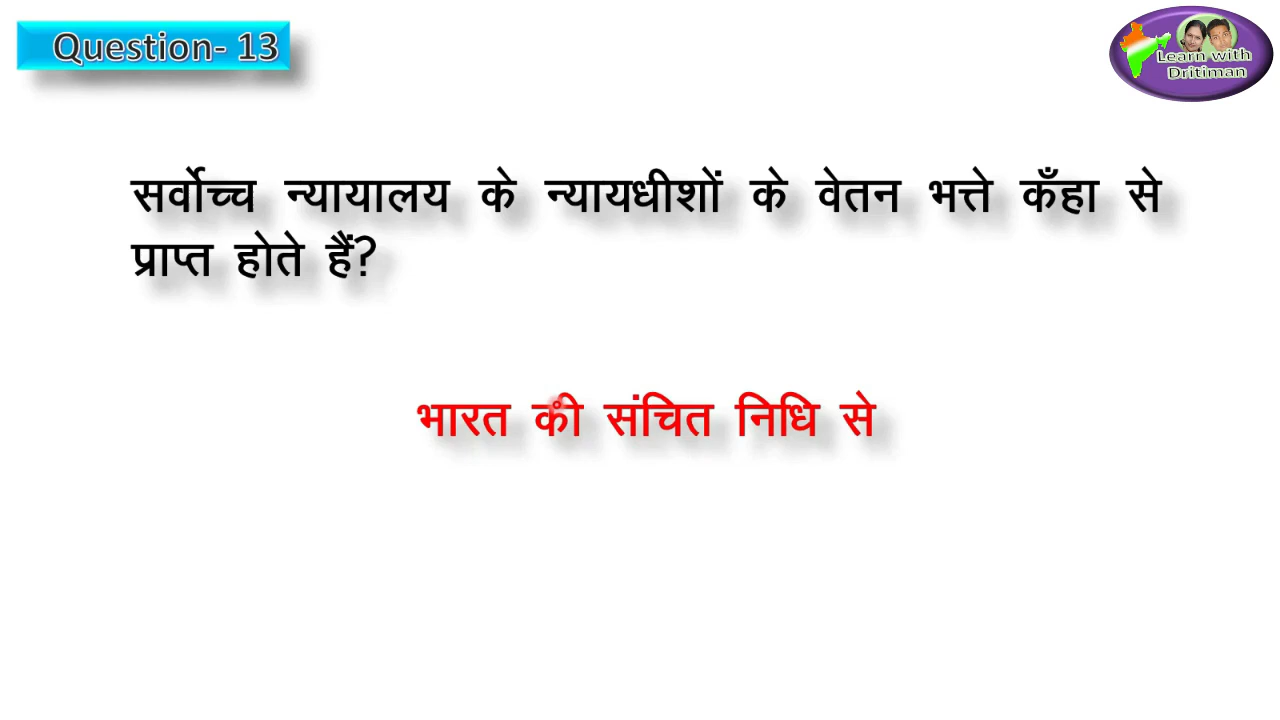 Question- 13
Learn with
Dritiman
सर्वोच्च न्यायालय के न्यायधीशों के वेतन भत्ते कँहा से
प्राप्त होते हैं?
भारत की संचित निधि से